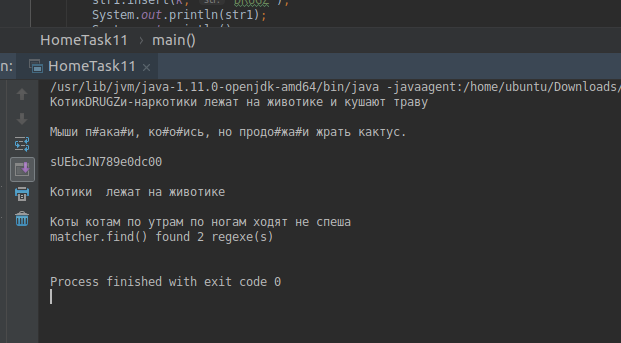 str1.insert(k, str: "DRUGZ");
System.out.println(str1);
HomeTask11 › main()
n: HomeTask11 ×
/usr/lib/jvm/java-1.11.0-openjdk-amd64/bin/java -javaagent:/home/ubuntu/Downloads/
КотикDRUGZи-наркотики лежат на животике и кушают траву
Мыши п#ака#и, ко#о#ись, но продо#жа#и жрать кактус.
sUEbcJN789e0dc00
Котики  лежат на животике
Коты котам по утрам по ногам ходят не спеша
matcher.find() found 2 regexe(s)
Process finished with exit code 0